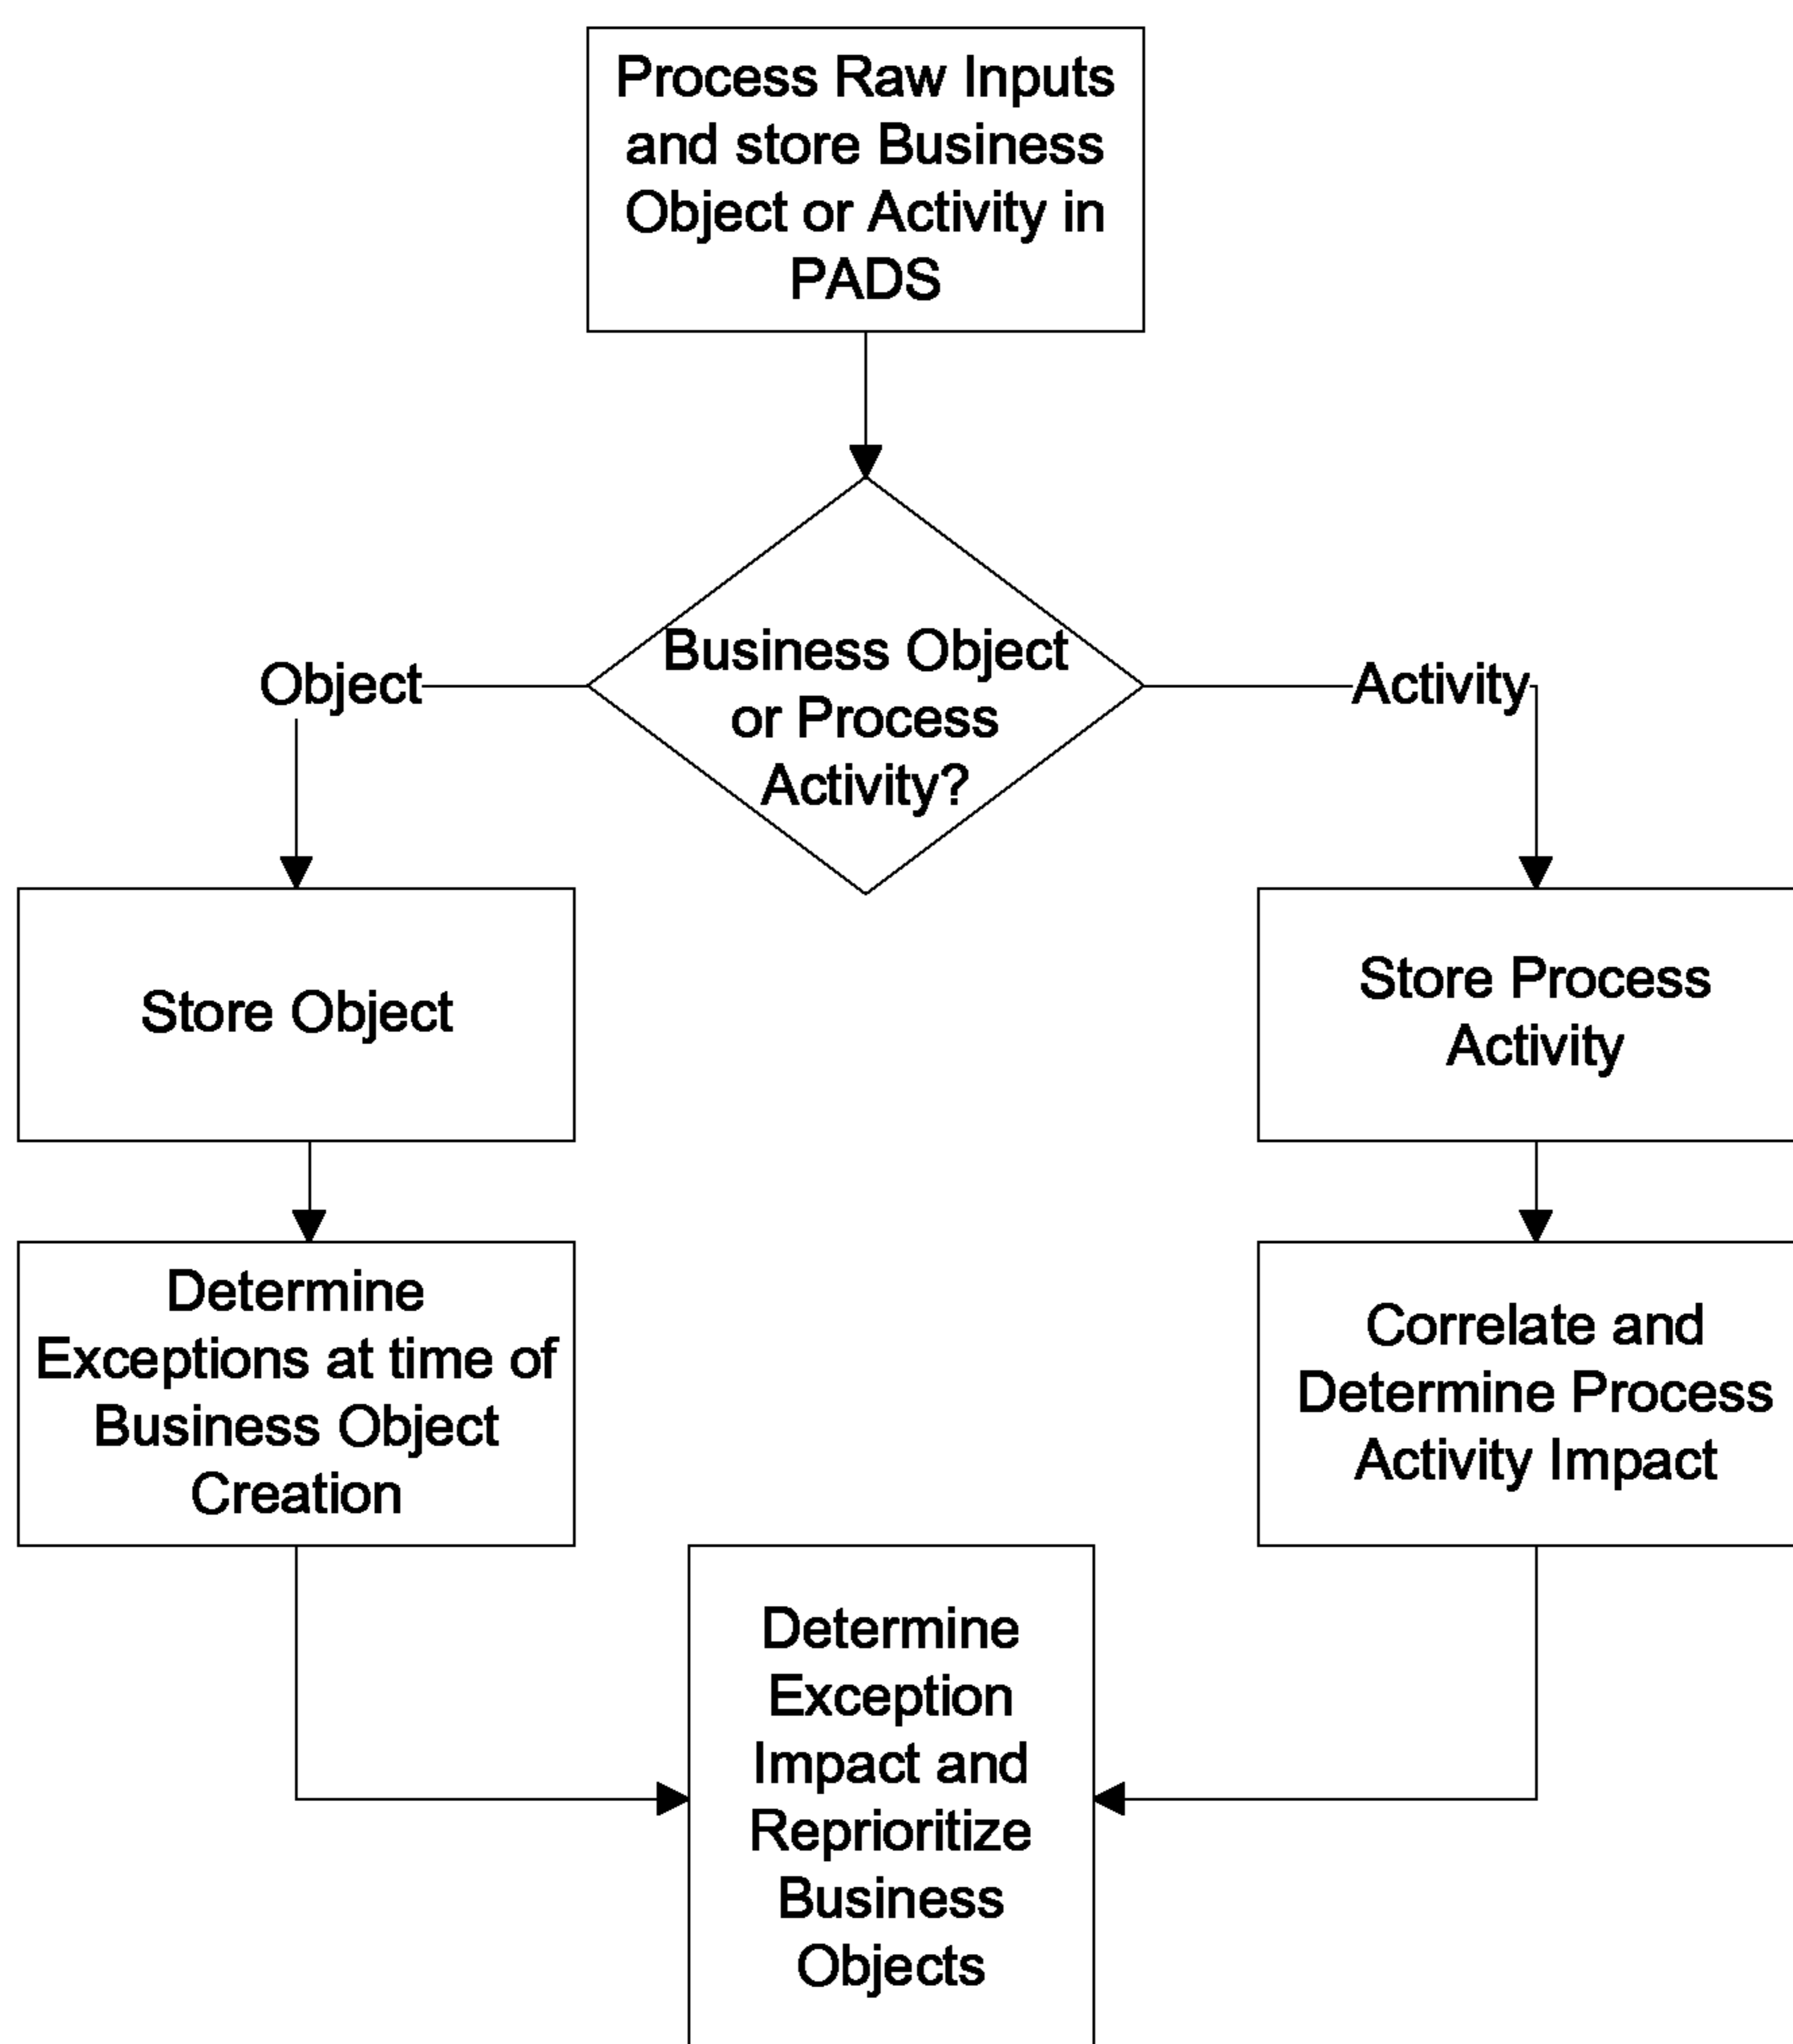 Process Raw Inputs
and store Business
Object or Activity in
PADS
Business Object
or Process
Activity?
Object
Activity
Store Object
Store Process
Activity
Determine
Exceptions at time of
Business Object
Creation
Correlate and
Determine Process
Activity Impact
Determine
Exception
Impact and
Reprioritize
Business
Objects